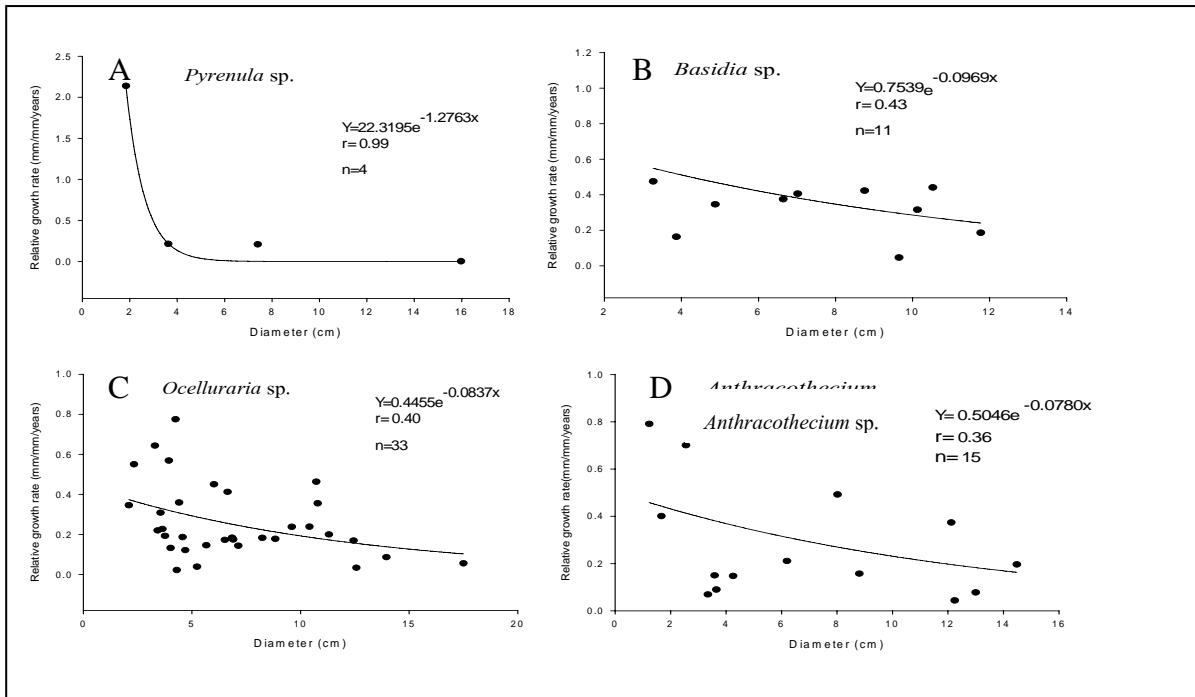 A
Pyrenula sp.
Y=22.3195e-1.2763x
r= 0.99
n=4
Relative growth rate (mm/mm/years)
2.5
2.0
1.5
1.0
0.5
0.0
0 2 4 6 8 10 12 14 16 18
Diameter (cm)
B
Basidia sp.
Y=0.7539e-0.0969x
r= 0.43
n=11
Relative growth rate (mm/mm/years)
1.2
1.0
0.8
0.6
0.4
0.2
0.0
2 4 6 8 10 12 14
Diameter (cm)
C
Ocelluraria sp.
Y=0.4455e-0.0837x
r= 0.40
n=33
Relative growth rate (mm/mm/years)
1.0
0.8
0.6
0.4
0.2
0.0
0 5 10 15 20
Diameter (cm)
D
Anthracothecium
Anthracothecium sp.
Y= 0.5046e-0.0780x
r= 0.36
n= 15
Relative growth rate(mm/mm/years)
1.0
0.8
0.6
0.4
0.2
0.0
0 2 4 6 8 10 12 14 16
Diameter (cm)